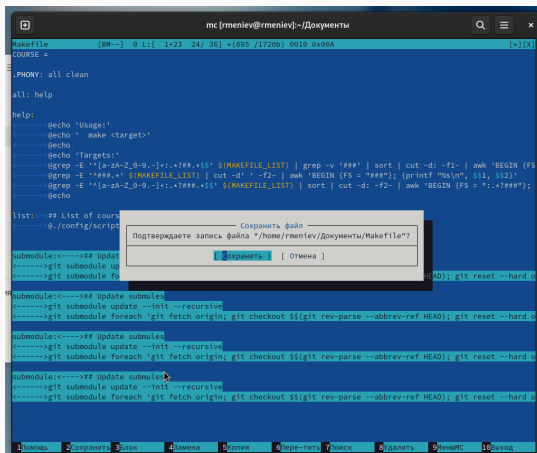 mc [rmeniev@rmeniev]:~/Документы
Makefile [BM--] 0 L:[ 1+23 24/ 36] *(895 /1720b) 0010 0x00A [*][X]
COURSE =.
.PHONY: all clean
all: help
help:
<------>@echo 'Usage:'
<------>@echo ' make <target>'
<------>@echo.
<------>@echo 'Targets:'
<------>@grep -E '^[a-zA-Z_0-9.-]+:.*?##.*$$' $(MAKEFILE_LIST) | grep -v '###' | sort | cut -d: -f1- | awk 'BEGIN {FS
<------>@grep -E '^###.*' $(MAKEFILE_LIST) | cut -d' ' -f2- | awk 'BEGIN {FS = "###"}; {printf "%s\n", $$1, $$2}'
<------>@grep -E '^[a-zA-Z_0-9.-]+:.*?###.*$$' $(MAKEFILE_LIST) | sort | cut -d: -f2- | awk 'BEGIN {FS = ":.*?###"};
<------>@echo
list:<-->## List of cours
<------>@./config/script
Сохранить файл
Подтверждаете запись файла "/home/rmeniev/Документы/Makefile"?
[ Сохранить ] [ Отмена ]
submodule:<---->## Updat
<------>git submodule up
<------>git submodule fo EAD); git reset --hard o
submodule:<---->## Update submules
<------>git submodule update --init --recursive
<------>git submodule foreach 'git fetch origin; git checkout $$(git rev-parse --abbrev-ref HEAD); git reset --hard o
submodule:<---->## Update submules
<------>git submodule update --init --recursive
<------>git submodule foreach 'git fetch origin; git checkout $$(git rev-parse --abbrev-ref HEAD); git reset --hard o
submodule:<---->## Update submules
<------>git submodule update --init --recursive
<------>git submodule foreach 'git fetch origin; git checkout $$(git rev-parse --abbrev-ref HEAD); git reset --hard o
1Помощь 2Сохранить 3Блок 4Замена 5Копия 6Пере~тить 7Поиск 8Удалить 9МенюMC 10Выход